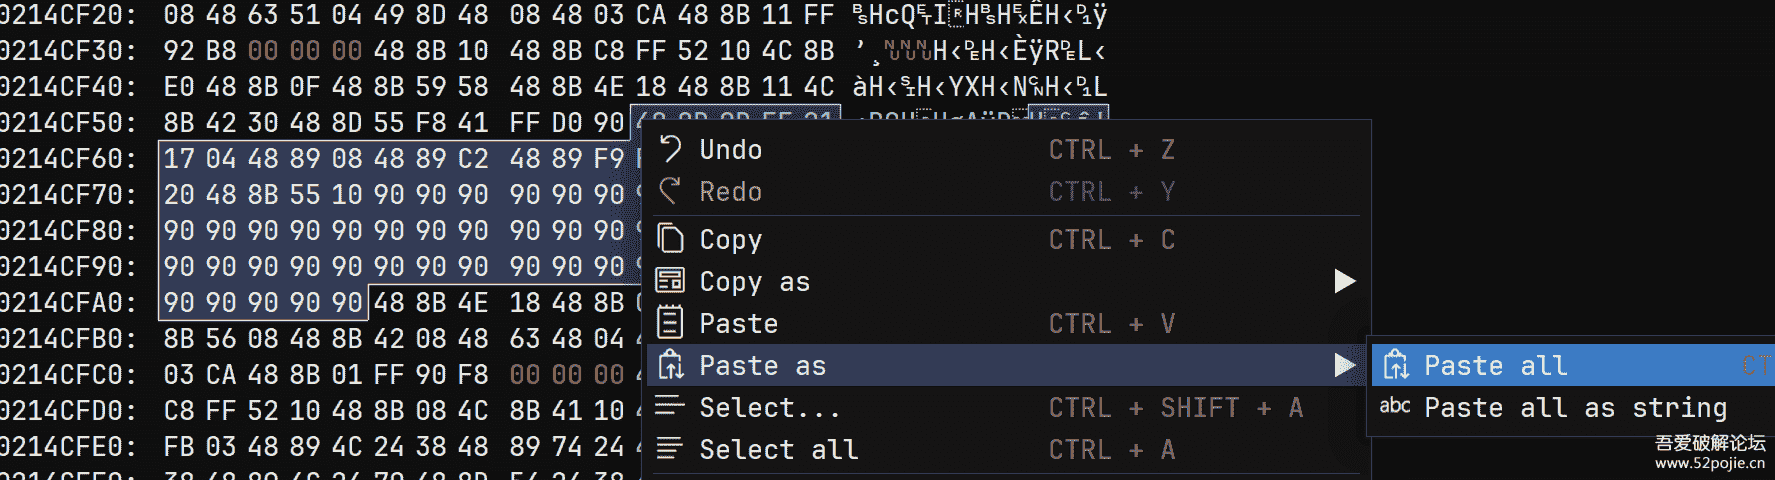 0214CF20: 08 48 63 51 04 49 8D 48 08 48 03 CA 48 8B 11 FF
0214CF30: 92 B8 00 00 00 48 8B 10 48 8B C8 FF 52 10 4C 8B
0214CF40: E0 48 8B 0F 48 8B 59 58 48 8B 4E 18 48 8B 11 4C
0214CF50: 8B 42 30 48 8D 55 F8 41 FF D0 90
0214CF60: 17 04 48 89 08 48 89 C2 48 89 F9
0214CF70: 20 48 8B 55 10 90 90 90 90 90 90
0214CF80: 90 90 90 90 90 90 90 90 90 90 90
0214CF90: 90 90 90 90 90 90 90 90 90 90 90
0214CFA0: 90 90 90 90 90 48 8B 4E 18 48 8B
0214CFB0: 8B 56 08 48 8B 42 08 48 63 48 04
0214CFC0: 03 CA 48 8B 01 FF 90 F8 00 00 00
0214CFD0: C8 FF 52 10 48 8B 08 4C 8B 41 10
0214CFE0: FB 03 48 89 4C 24 38 48 89 74 24
Undo CTRL + Z
Redo CTRL + Y
Copy CTRL + C
Copy as
Paste CTRL + V
Paste as
Select... CTRL + SHIFT + A
Select all CTRL + A
Paste all CT
abc Paste all as string
吾爱破解论坛
www.52pojie.cn